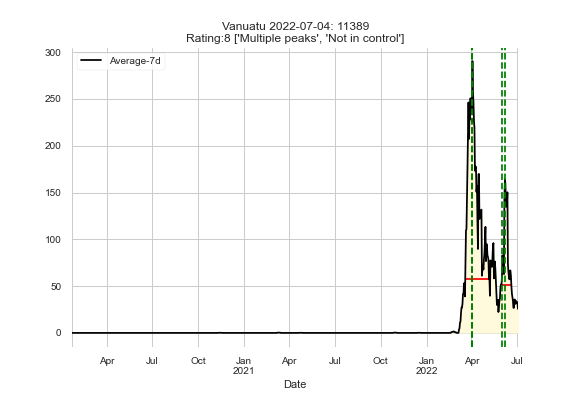 Vanuatu 2022-07-04: 11389
Rating:8 ['Multiple peaks', 'Not in control']
Average-7d
300
250
200
150
100
50
0
Apr Jul Oct Jan Apr Jul Oct Jan Apr Jul
2021 2022
Date